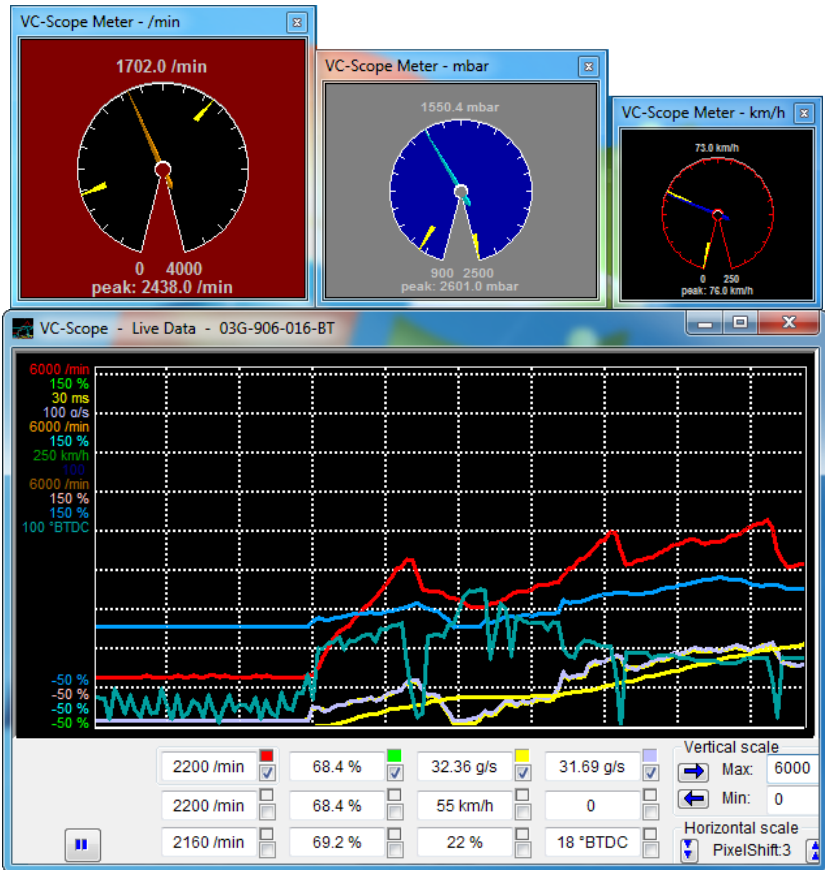 VC-Scope Meter - /min
1702.0 /min
0 4000
peak: 2438.0 /min
VC-Scope Meter - mbar
1550.4 mbar
900 2500
peak: 2601.0 mbar
VC-Scope Meter - km/h
73.0 km/h
0 250
peak: 76.0 km/h
VC-Scope - Live Data - 03G-906-016-BT
6000 /min
150 %
30 ms
100 g/s
6000 /min
150 %
250 km/h
100
6000 /min
150 %
150 %
100 °BTDC
-50 %
-50 %
-50 %
-50 %
2200 /min 68.4 % 32.36 g/s 31.69 g/s
2200 /min 68.4 % 55 km/h 0
2160 /min 69.2 % 22 % 18 °BTDC
Vertical scale
Max: 6000
Min: 0
Horizontal scale
PixelShift:3